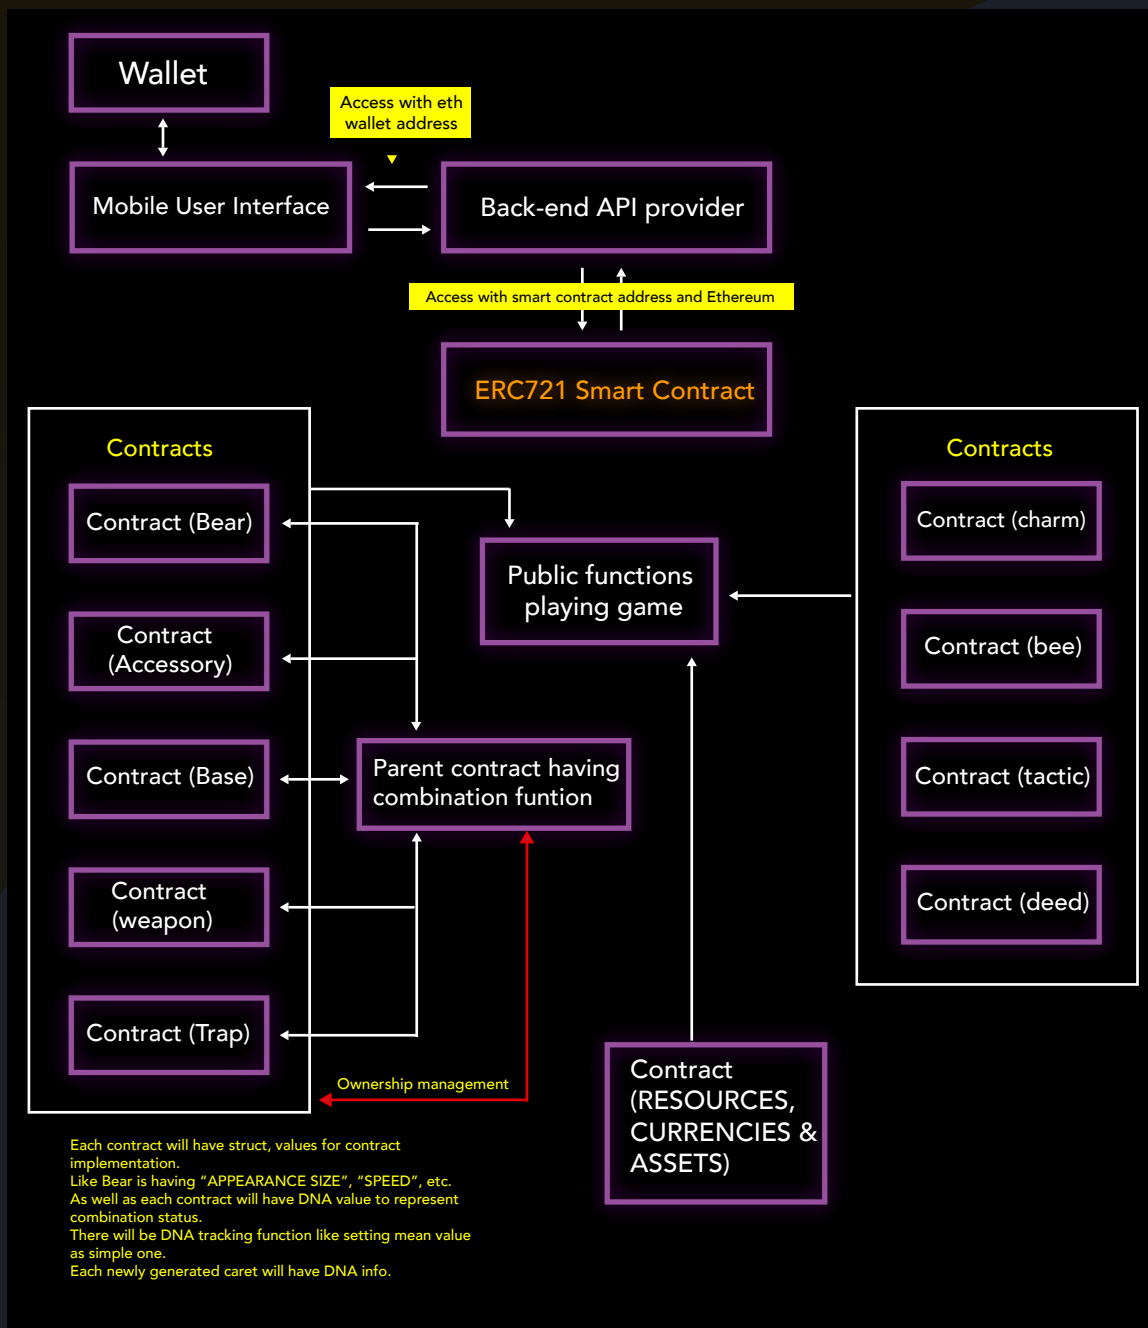 Wallet
Access with eth
wallet address
Mobile User Interface
Back-end API provider
Access with smart contract address and Ethereum
ERC721 Smart Contract
Contracts
Contract (Bear)
Contract
(Accessory)
Contract (Base)
Contract
(weapon)
Contract (Trap)
Public functions
playing game
Parent contract having
combination funtion
Ownership management
Contracts
Contract (charm)
Contract (bee)
Contract (tactic)
Contract (deed)
Contract
(RESOURCES,
CURRENCIES &
ASSETS)
Each contract will have struct, values for contract
implementation.
Like Bear is having “APPEARANCE SIZE”, “SPEED”, etc.
As well as each contract will have DNA value to represent
combination status.
There will be DNA tracking function like setting mean value
as simple one.
Each newly generated caret will have DNA info.